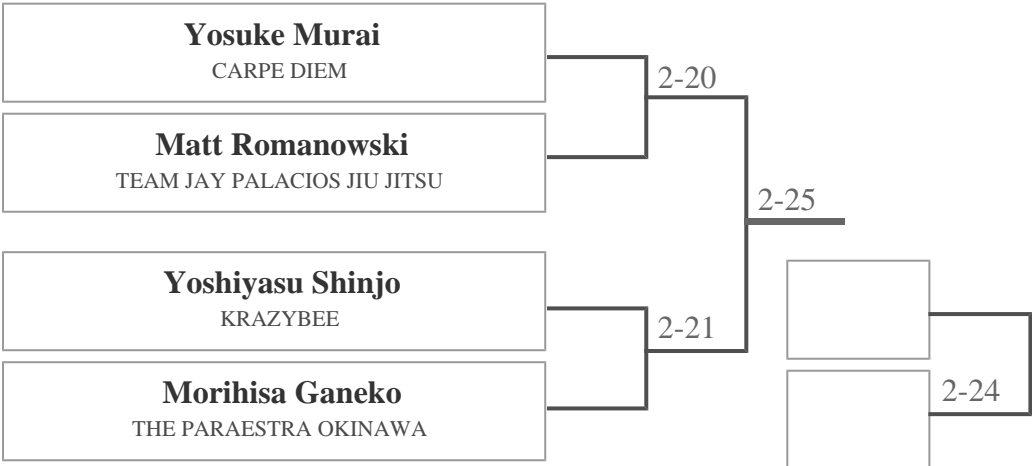 Yosuke Murai
CARPE DIEM
2-20
Matt Romanowski
TEAM JAY PALACIOS JIU JITSU
2-25
Yoshiyasu Shinjo
KRAZYBEE
2-21
Morihisa Ganeko
THE PARAESTRA OKINAWA
2-24